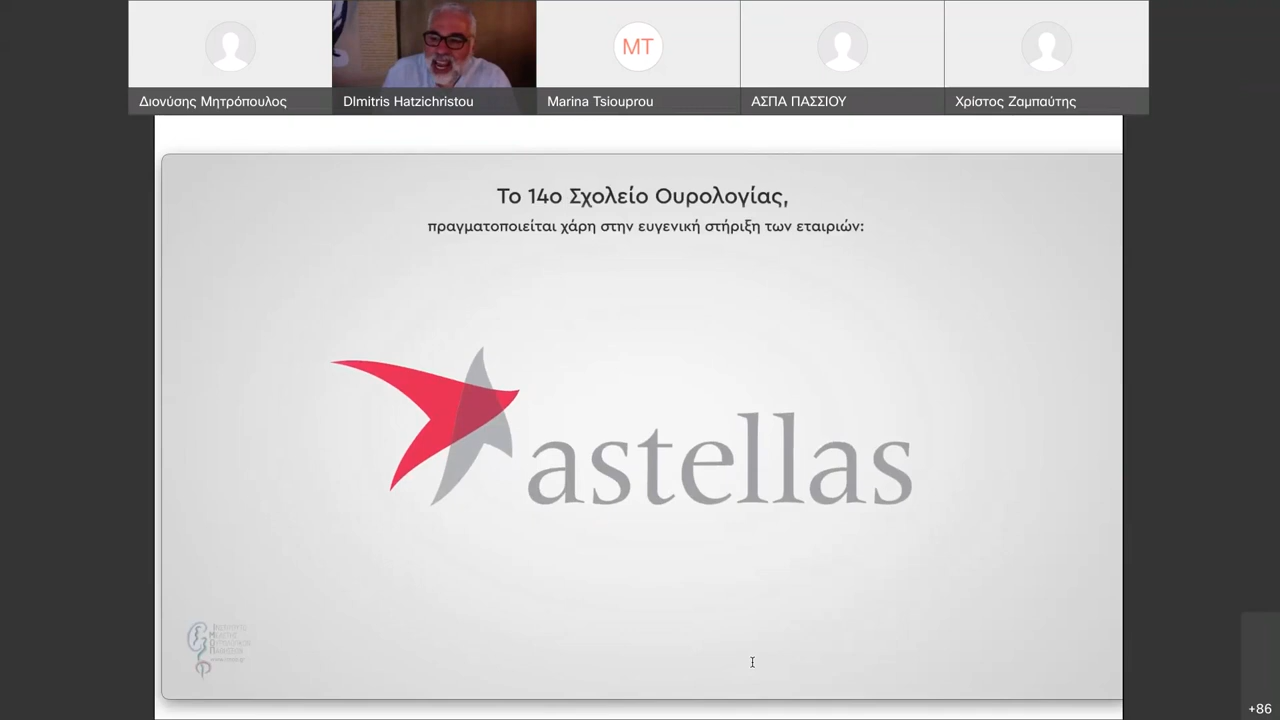 Διονύσης Μητρόπουλος
DImitris Hatzichristou
MT
Marina Tsiouprou
ΑΣΠΑ ΠΑΣΣΙΟΥ
Χρίστος Ζαμπαύτης
Το 14ο Σχολείο Ουρολογίας,
πραγματοποιείται χάρη στην ευγενική στήριξη των εταιριών:
astellas
+86